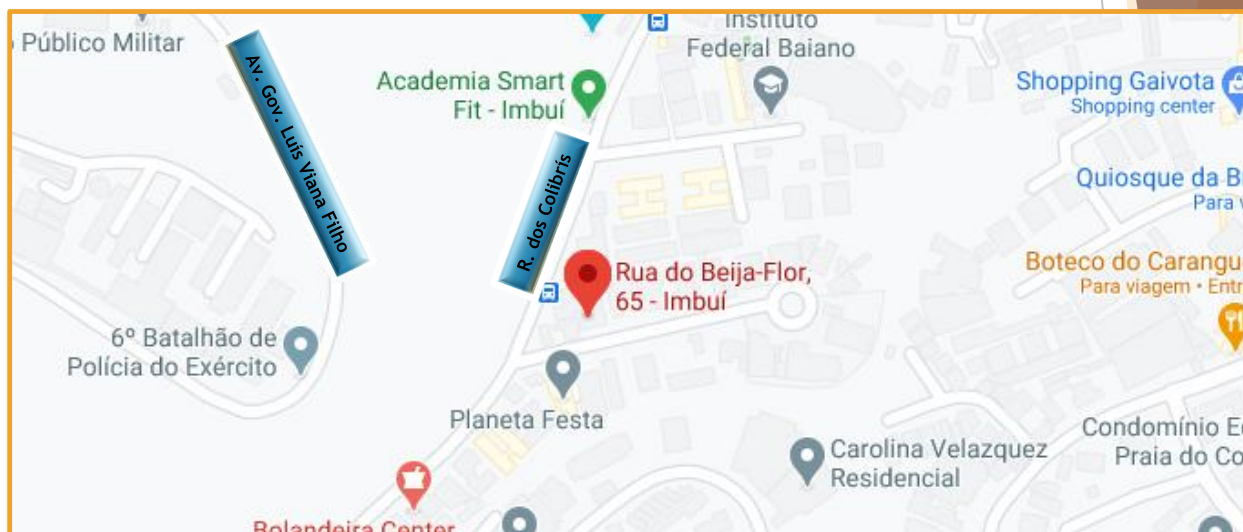 Instituto
Federal Baiano
Público Militar
Av. Gov. Luís Viana Filho
Academia Smart
Fit - Imbuí
Shopping Gaivota
Shopping center
R. dos Colibrís
Quiosque da B
Para v
Rua do Beija-Flor,
65 - Imbuí
Boteco do Carangu
Para viagem • Entr
6º Batalhão de
Polícia do Exército
Planeta Festa
Carolina Velazquez
Residencial
Condomínio E
Praia do Co
Bolandeira Center